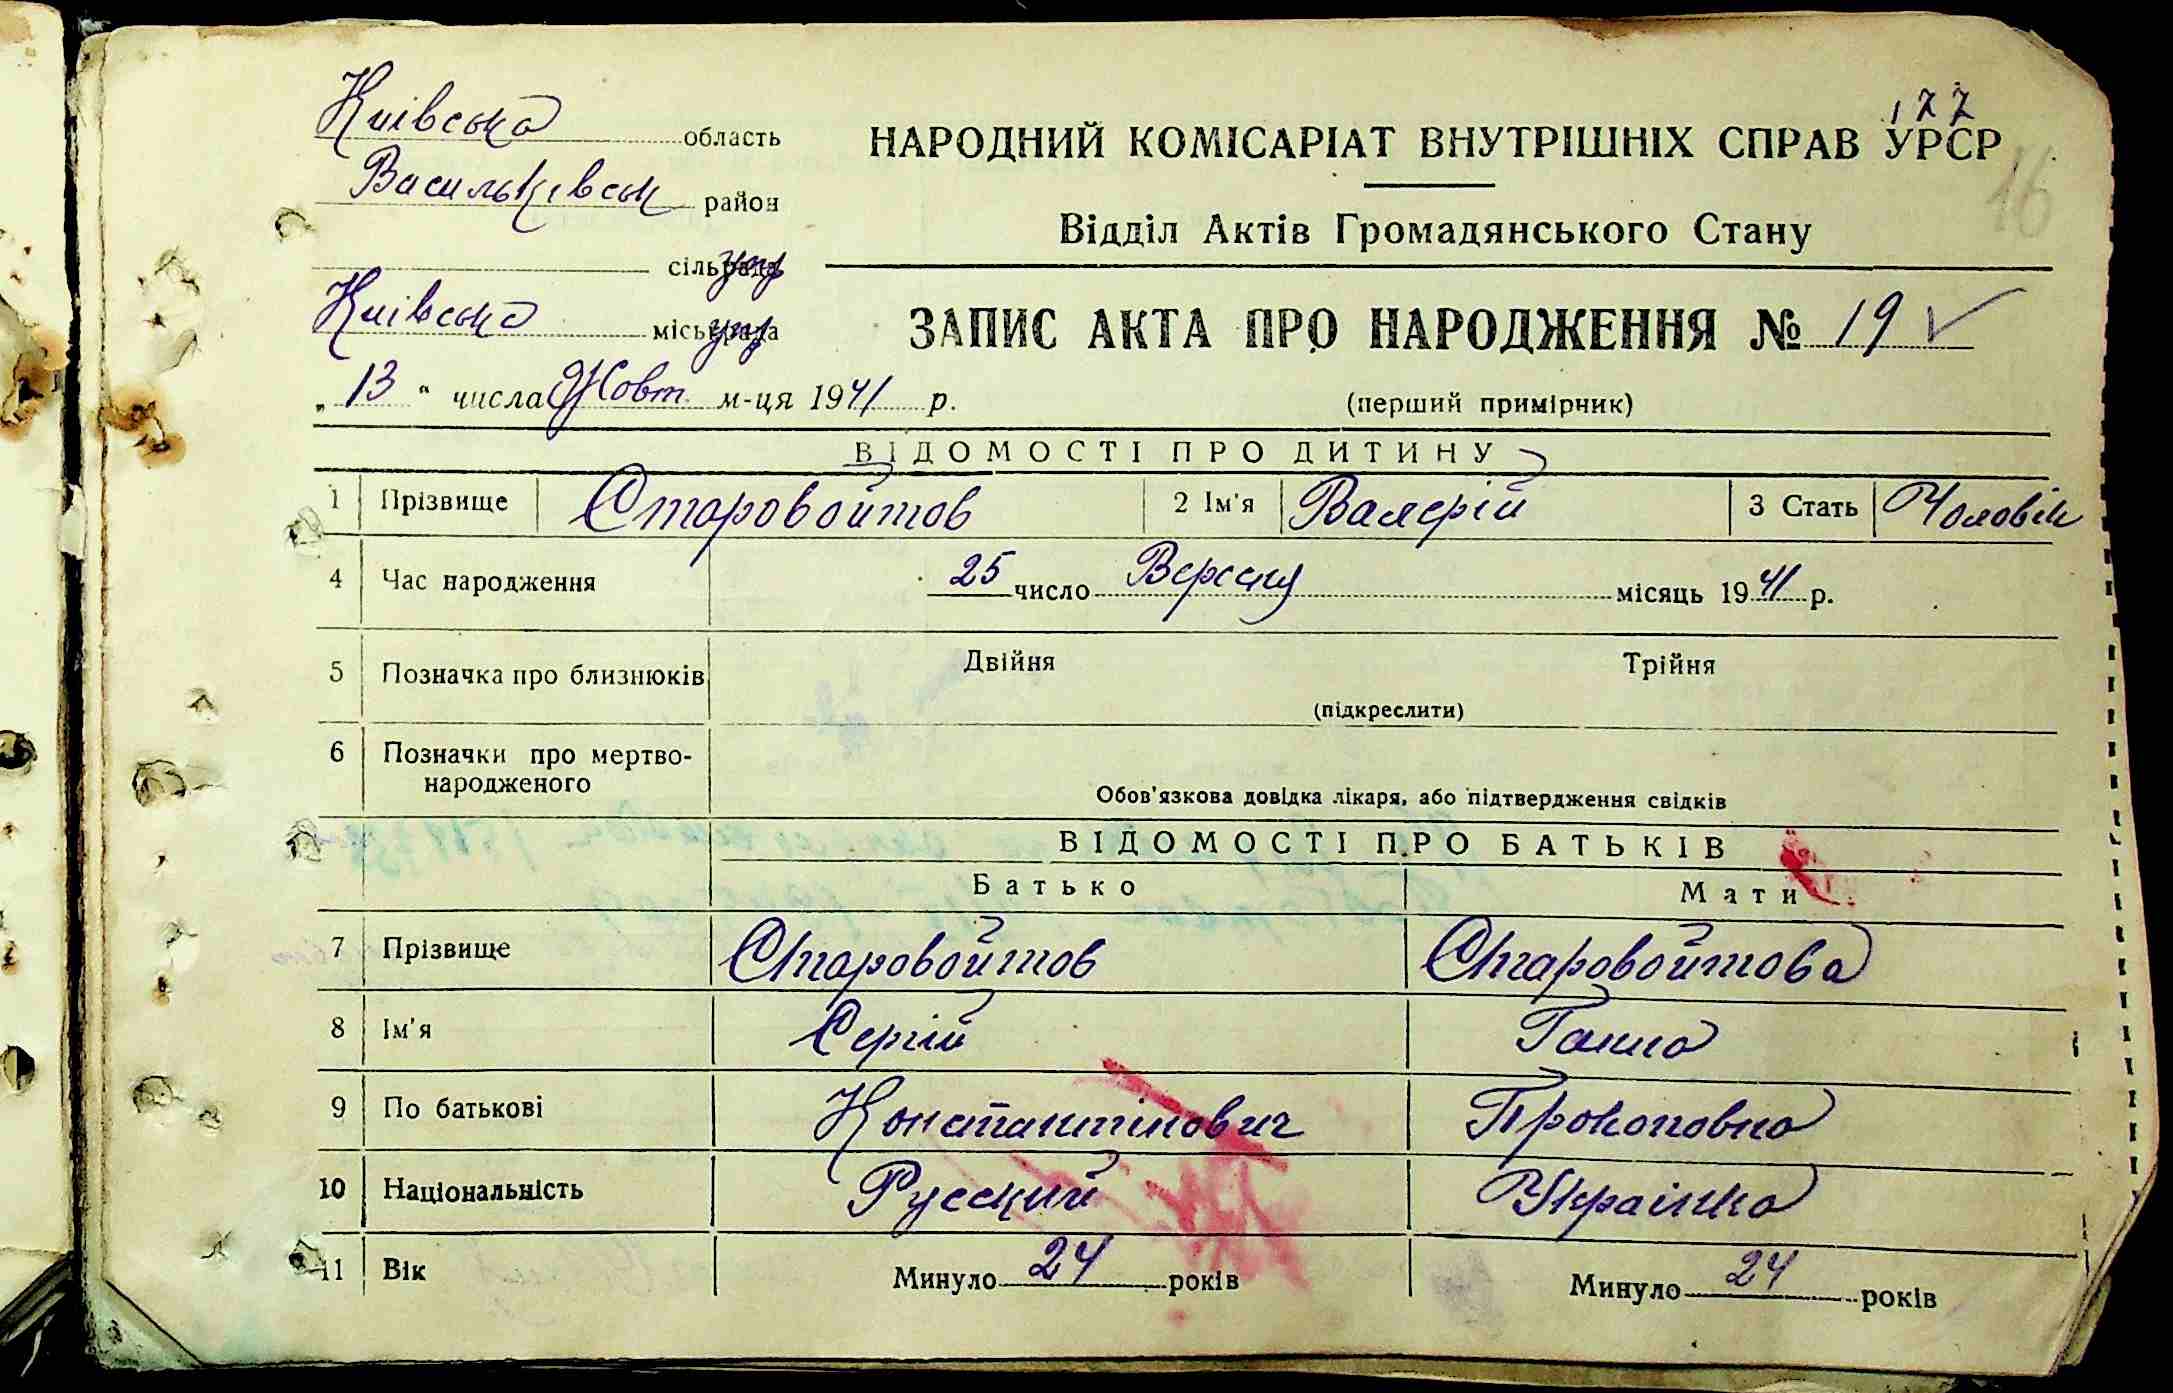 177
Київська область
Васильківськ район
16
сільуправа
Київська міськуправа
„ 13 “ числа Жовт. м-ця 1941 р.
НАРОДНИЙ КОМІСАРІАТ ВНУТРІШНІХ СПРАВ УРСР
Відділ Актів Громадянського Стану
ЗАПИС АКТА ПРО НАРОДЖЕННЯ № 19 ✓
(перший примірник)
ВІДОМОСТІ ПРО ДИТИНУ
1 Прізвище Старовойтов 2 Ім'я Валерій 3 Стать Чоловік
4 Час народження 25 число Вересня місяць 1941 р.
5 Позначка про близнюків Двійня Трійня
(підкреслити)
6 Позначки про мертво-
народженого
Обов'язкова довідка лікаря, або підтвердження свідків
ВІДОМОСТІ ПРО БАТЬКІВ
Батько Мати
7 Прізвище Старовойтов Старовойтова
8 Ім'я Сергій Ганна
9 По батькові Константінович Прокоповна
10 Національність Русский Українка
11 Вік Минуло 24 років Минуло 24 років